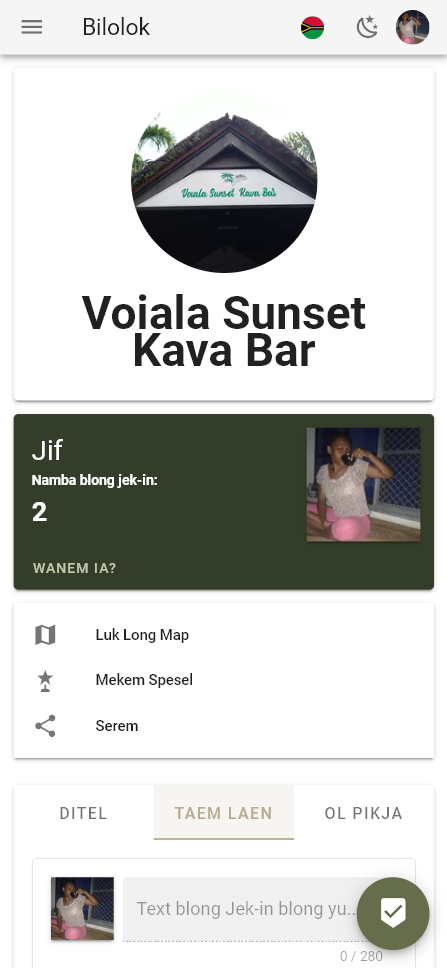 Bilolok
Voiala Sunset Kava Bar
Voiala Sunset
Kava Bar
Jif
Namba blong jek-in:
2
WANEM IA?
Luk Long Map
Mekem Spesel
Serem
DITEL
TAEM LAEN
OL PIKJA
Text blong Jek-in blong yu...
0 / 280